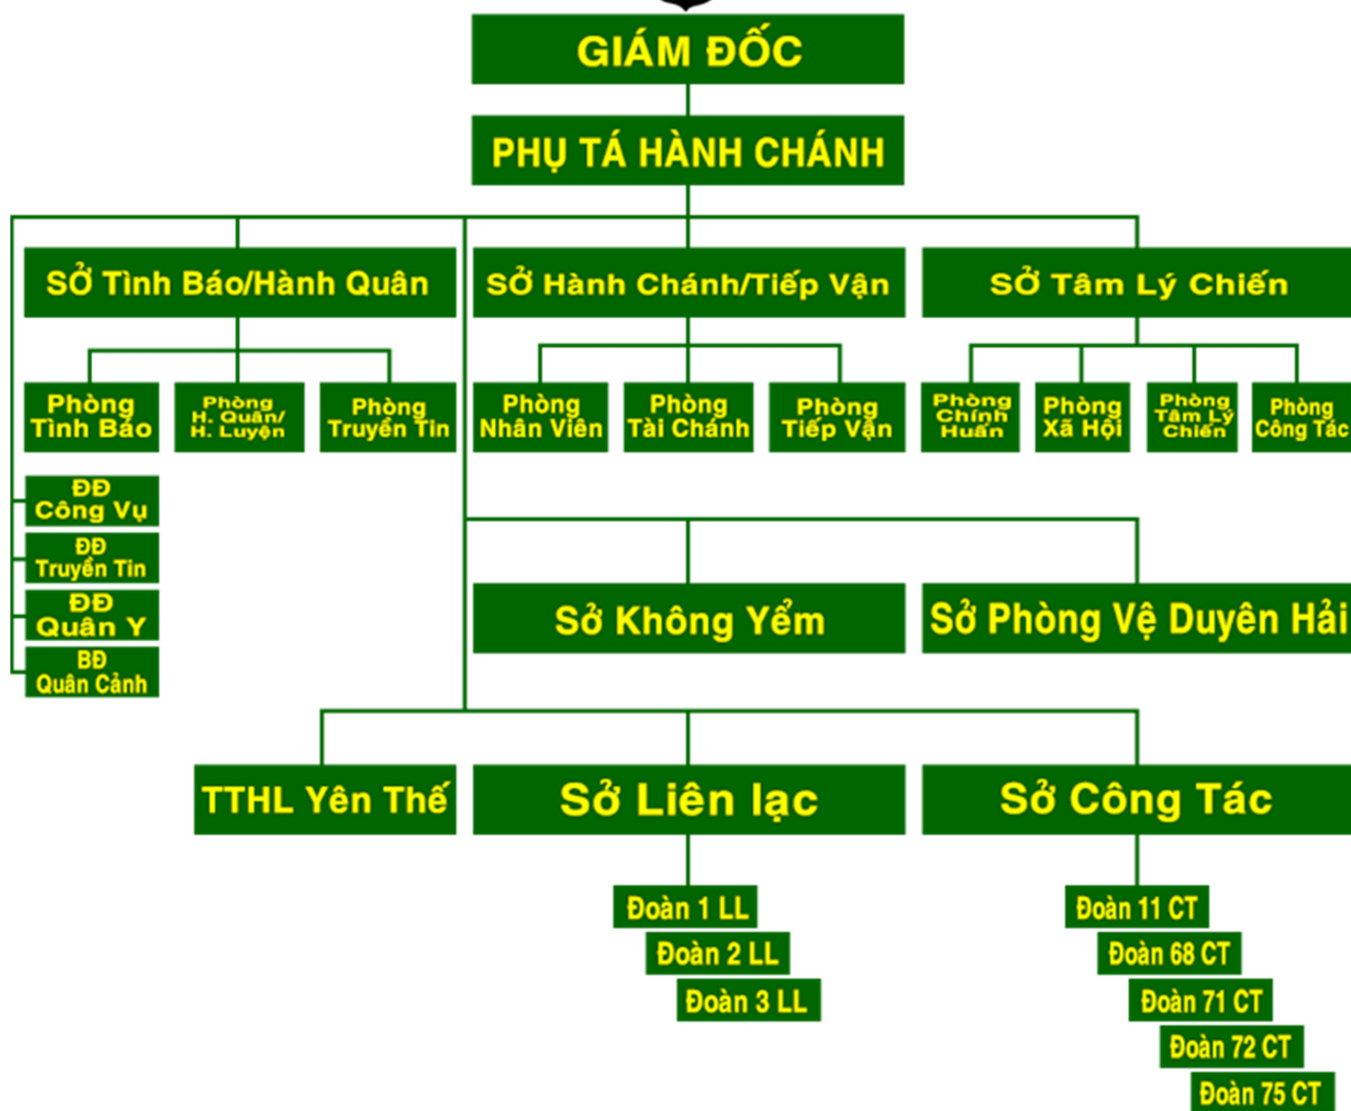 GIÁM ĐỐC
PHỤ TÁ HÀNH CHÁNH
SỞ Tình Báo/Hành Quân
SỞ Hành Chánh/Tiếp Vận
SỞ Tâm Lý Chiến
Phòng
Tình Báo
Phòng
H. Quân/
H. Luyện
Phòng
Truyền Tin
Phòng
Nhân Viên
Phòng
Tài Chánh
Phòng
Tiếp Vận
Phòng
Chính
Huấn
Phòng
Xã Hội
Phòng
Tâm Lý
Chiến
Phòng
Công Tác
ĐĐ
Công Vụ
ĐĐ
Truyền Tin
ĐĐ
Quân Y
BĐ
Quân Cảnh
Sở Không Yểm
Sở Phòng Vệ Duyên Hải
TTHL Yên Thế
Sở Liên lạc
Sở Công Tác
Đoàn 1 LL
Đoàn 2 LL
Đoàn 3 LL
Đoàn 11 CT
Đoàn 68 CT
Đoàn 71 CT
Đoàn 72 CT
Đoàn 75 CT